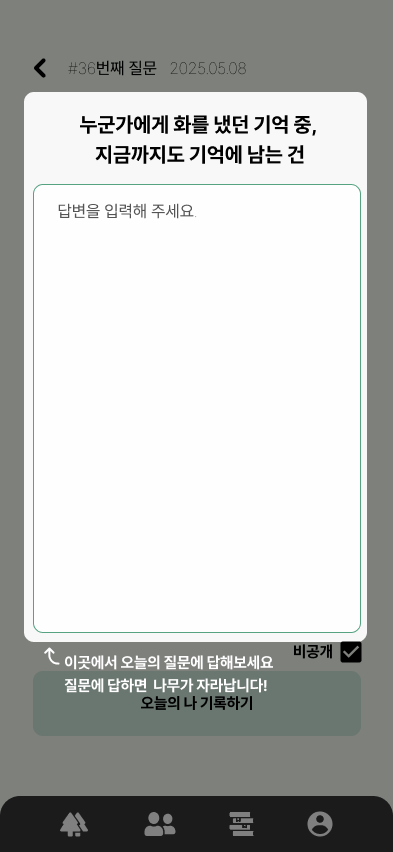 #36번째 질문 2025.05.08
누군가에게 화를 냈던 기억 중,
지금까지도 기억에 남는 건
답변을 입력해 주세요.
비공개
이곳에서 오늘의 질문에 답해보세요
질문에 답하면 나무가 자라납니다!
오늘의 나 기록하기